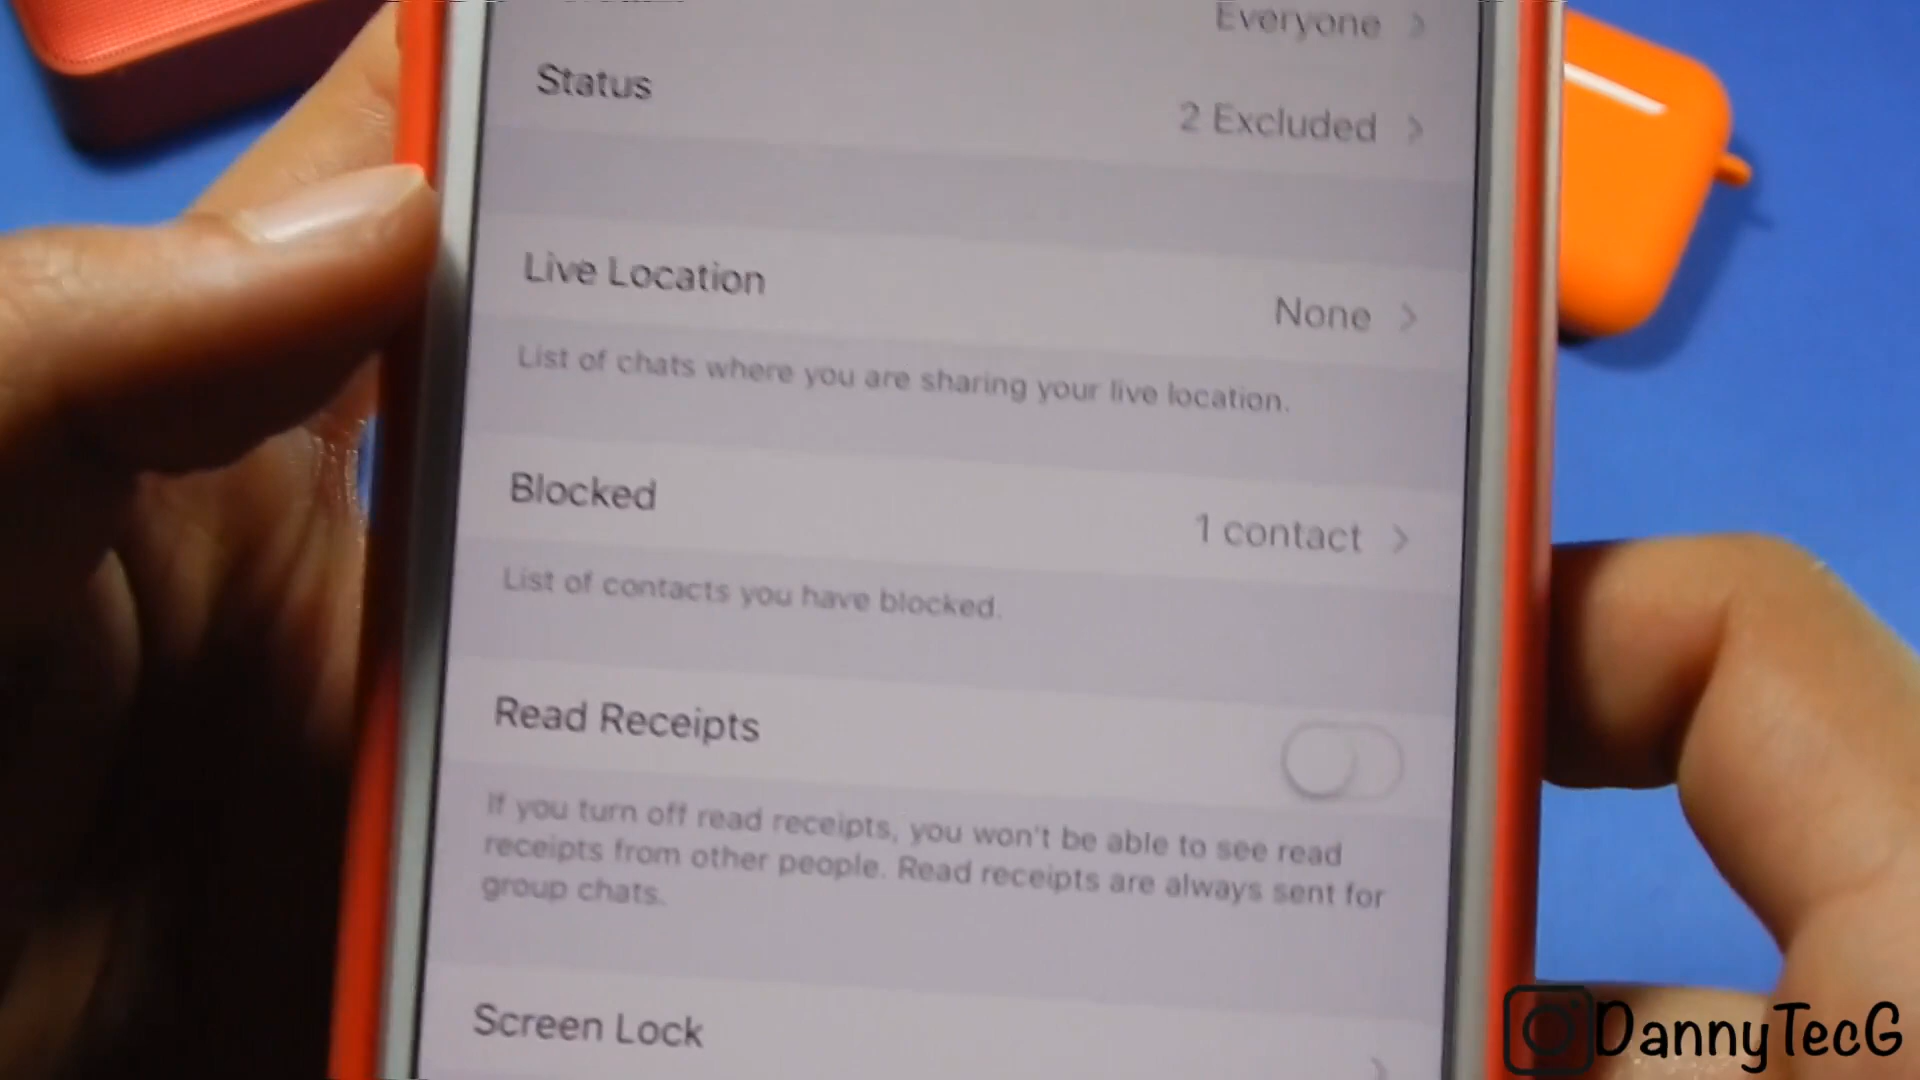 Everyone
Status
2 Excluded
Live Location
None
List of chats where you are sharing your live location.
Blocked
1 contact
List of contacts you have blocked.
Read Receipts
If you turn off read receipts, you won't be able to see read
receipts from other people. Read receipts are always sent for
group chats.
Screen Lock
DannyTecG